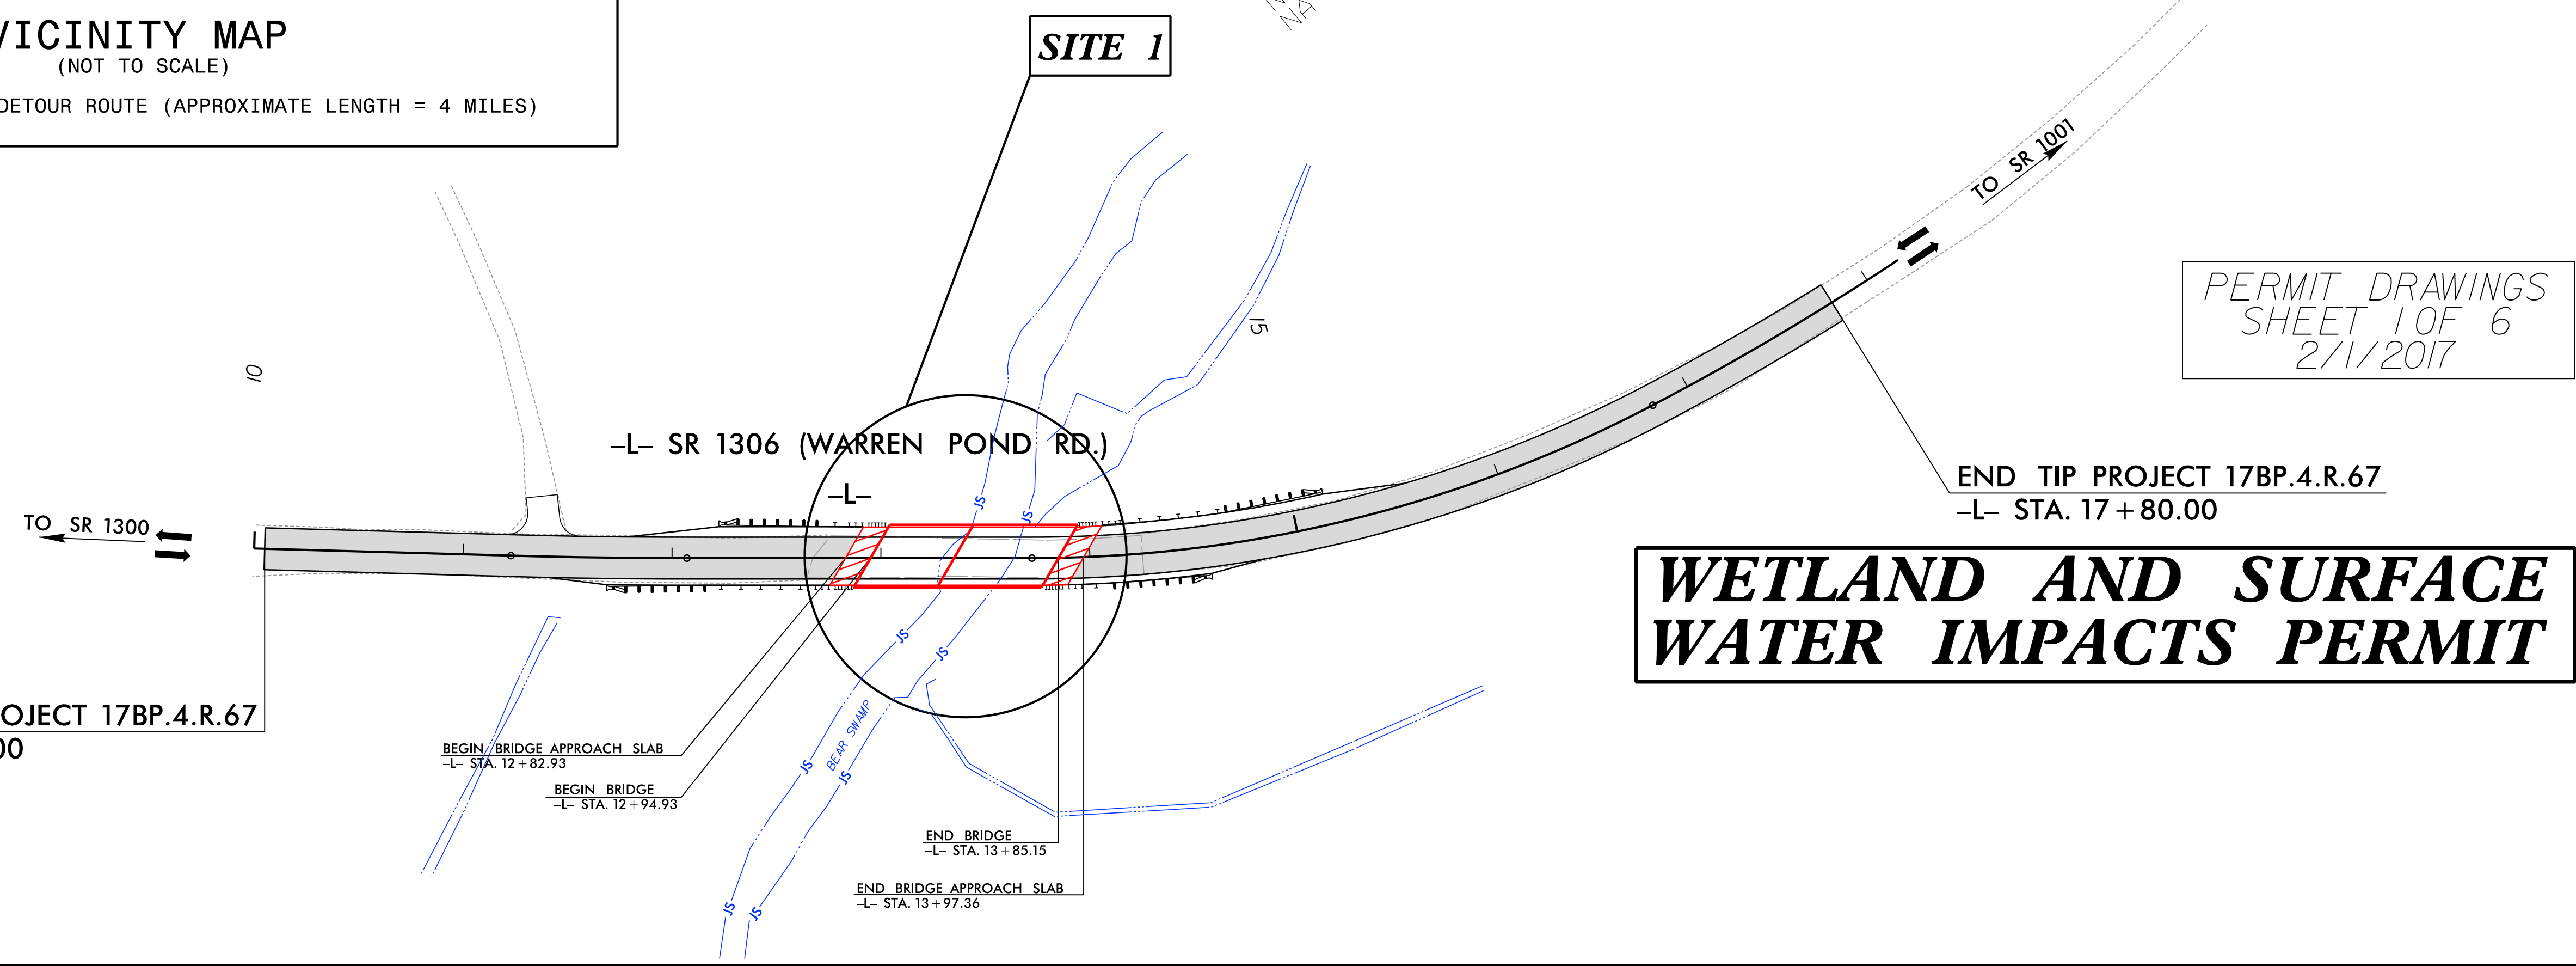 VICINITY MAP
(NOT TO SCALE)
DETOUR ROUTE (APPROXIMATE LENGTH = 4 MILES)
SITE 1
TO SR 1001
15
PERMIT DRAWINGS
SHEET 1 OF 6
2/1/2017
10
-L- SR 1306 (WARREN POND RD.)
-L-
END TIP PROJECT 17BP.4.R.67
-L- STA. 17+80.00
JS
JS
TO SR 1300
WETLAND AND SURFACE
WATER IMPACTS PERMIT
JS
JS
17BP.4.R.67
BEAR SWAMP
BEGIN BRIDGE APPROACH SLAB
-L- STA. 12+82.93
JS
JS
BEGIN BRIDGE
-L- STA. 12+94.93
END BRIDGE
-L- STA. 13+85.15
END BRIDGE APPROACH SLAB
-L- STA. 13+97.36
JS
JS